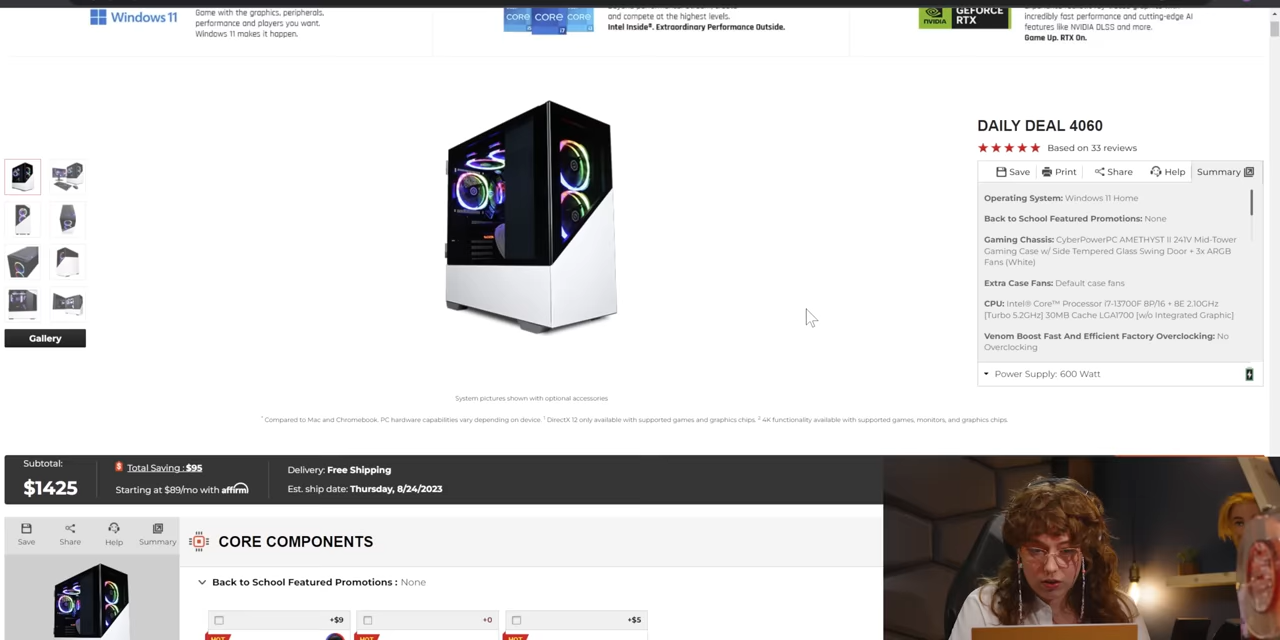 Windows 11
Game with the graphics, peripherals,
performance and players you want.
Windows 11 makes it happen.
CORE CORE CORE
i7
and compete at the highest levels.
Intel Inside®. Extraordinary Performance Outside.
NVIDIA
GEFORCE
RTX
incredibly fast performance and cutting-edge AI
features like NVIDIA DLSS and more.
Game Up. RTX On.
DAILY DEAL 4060
Based on 33 reviews
Save Print Share Help Summary
Operating System: Windows 11 Home
Back to School Featured Promotions: None
Gaming Chassis: CyberPowerPC AMETHYST II 241V Mid-Tower
Gaming Case w/ Side Tempered Glass Swing Door + 3x ARGB
Fans (White)
Extra Case Fans: Default case fans
CPU: Intel® Core™ Processor i7-13700F 8P/16 + 8E 2.10GHz
[Turbo 5.2GHz] 30MB Cache LGA1700 [w/o Integrated Graphic]
Venom Boost Fast And Efficient Factory Overclocking: No
Overclocking
Power Supply: 600 Watt
Gallery
System pictures shown with optional accessories
¹ Compared to Mac and Chromebook. PC hardware capabilities vary depending on device. ¹ DirectX 12 only available with supported games and graphics chips. ² 4K functionality available with supported games, monitors, and graphics chips.
Subtotal:
$1425
Total Saving : $95
Starting at $89/mo with affirm
Delivery: Free Shipping
Est. ship date: Thursday, 8/24/2023
Save Share Help Summary
CORE COMPONENTS
Back to School Featured Promotions : None
+$9 +0 +$5
HOT HOT HOT